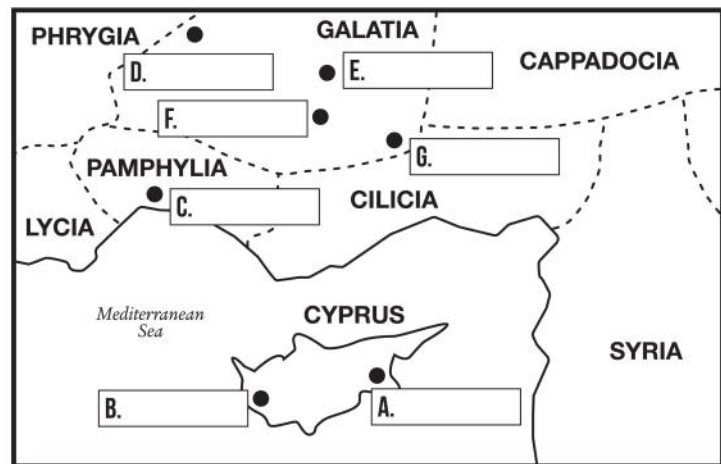 PHRYGIA
GALATIA
CAPPADOCIA
D.
E.
F.
G.
PAMPHYLIA
C.
CILICIA
LYCIA
Mediterranean
Sea
CYPRUS
SYRIA
B.
A.